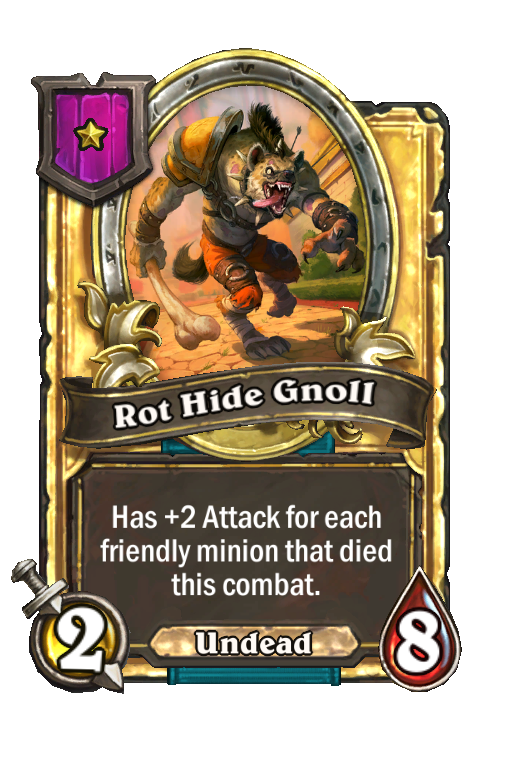 Rot Hide Gnoll
Has +2 Attack for each
friendly minion that died
this combat.
2
Undead
8